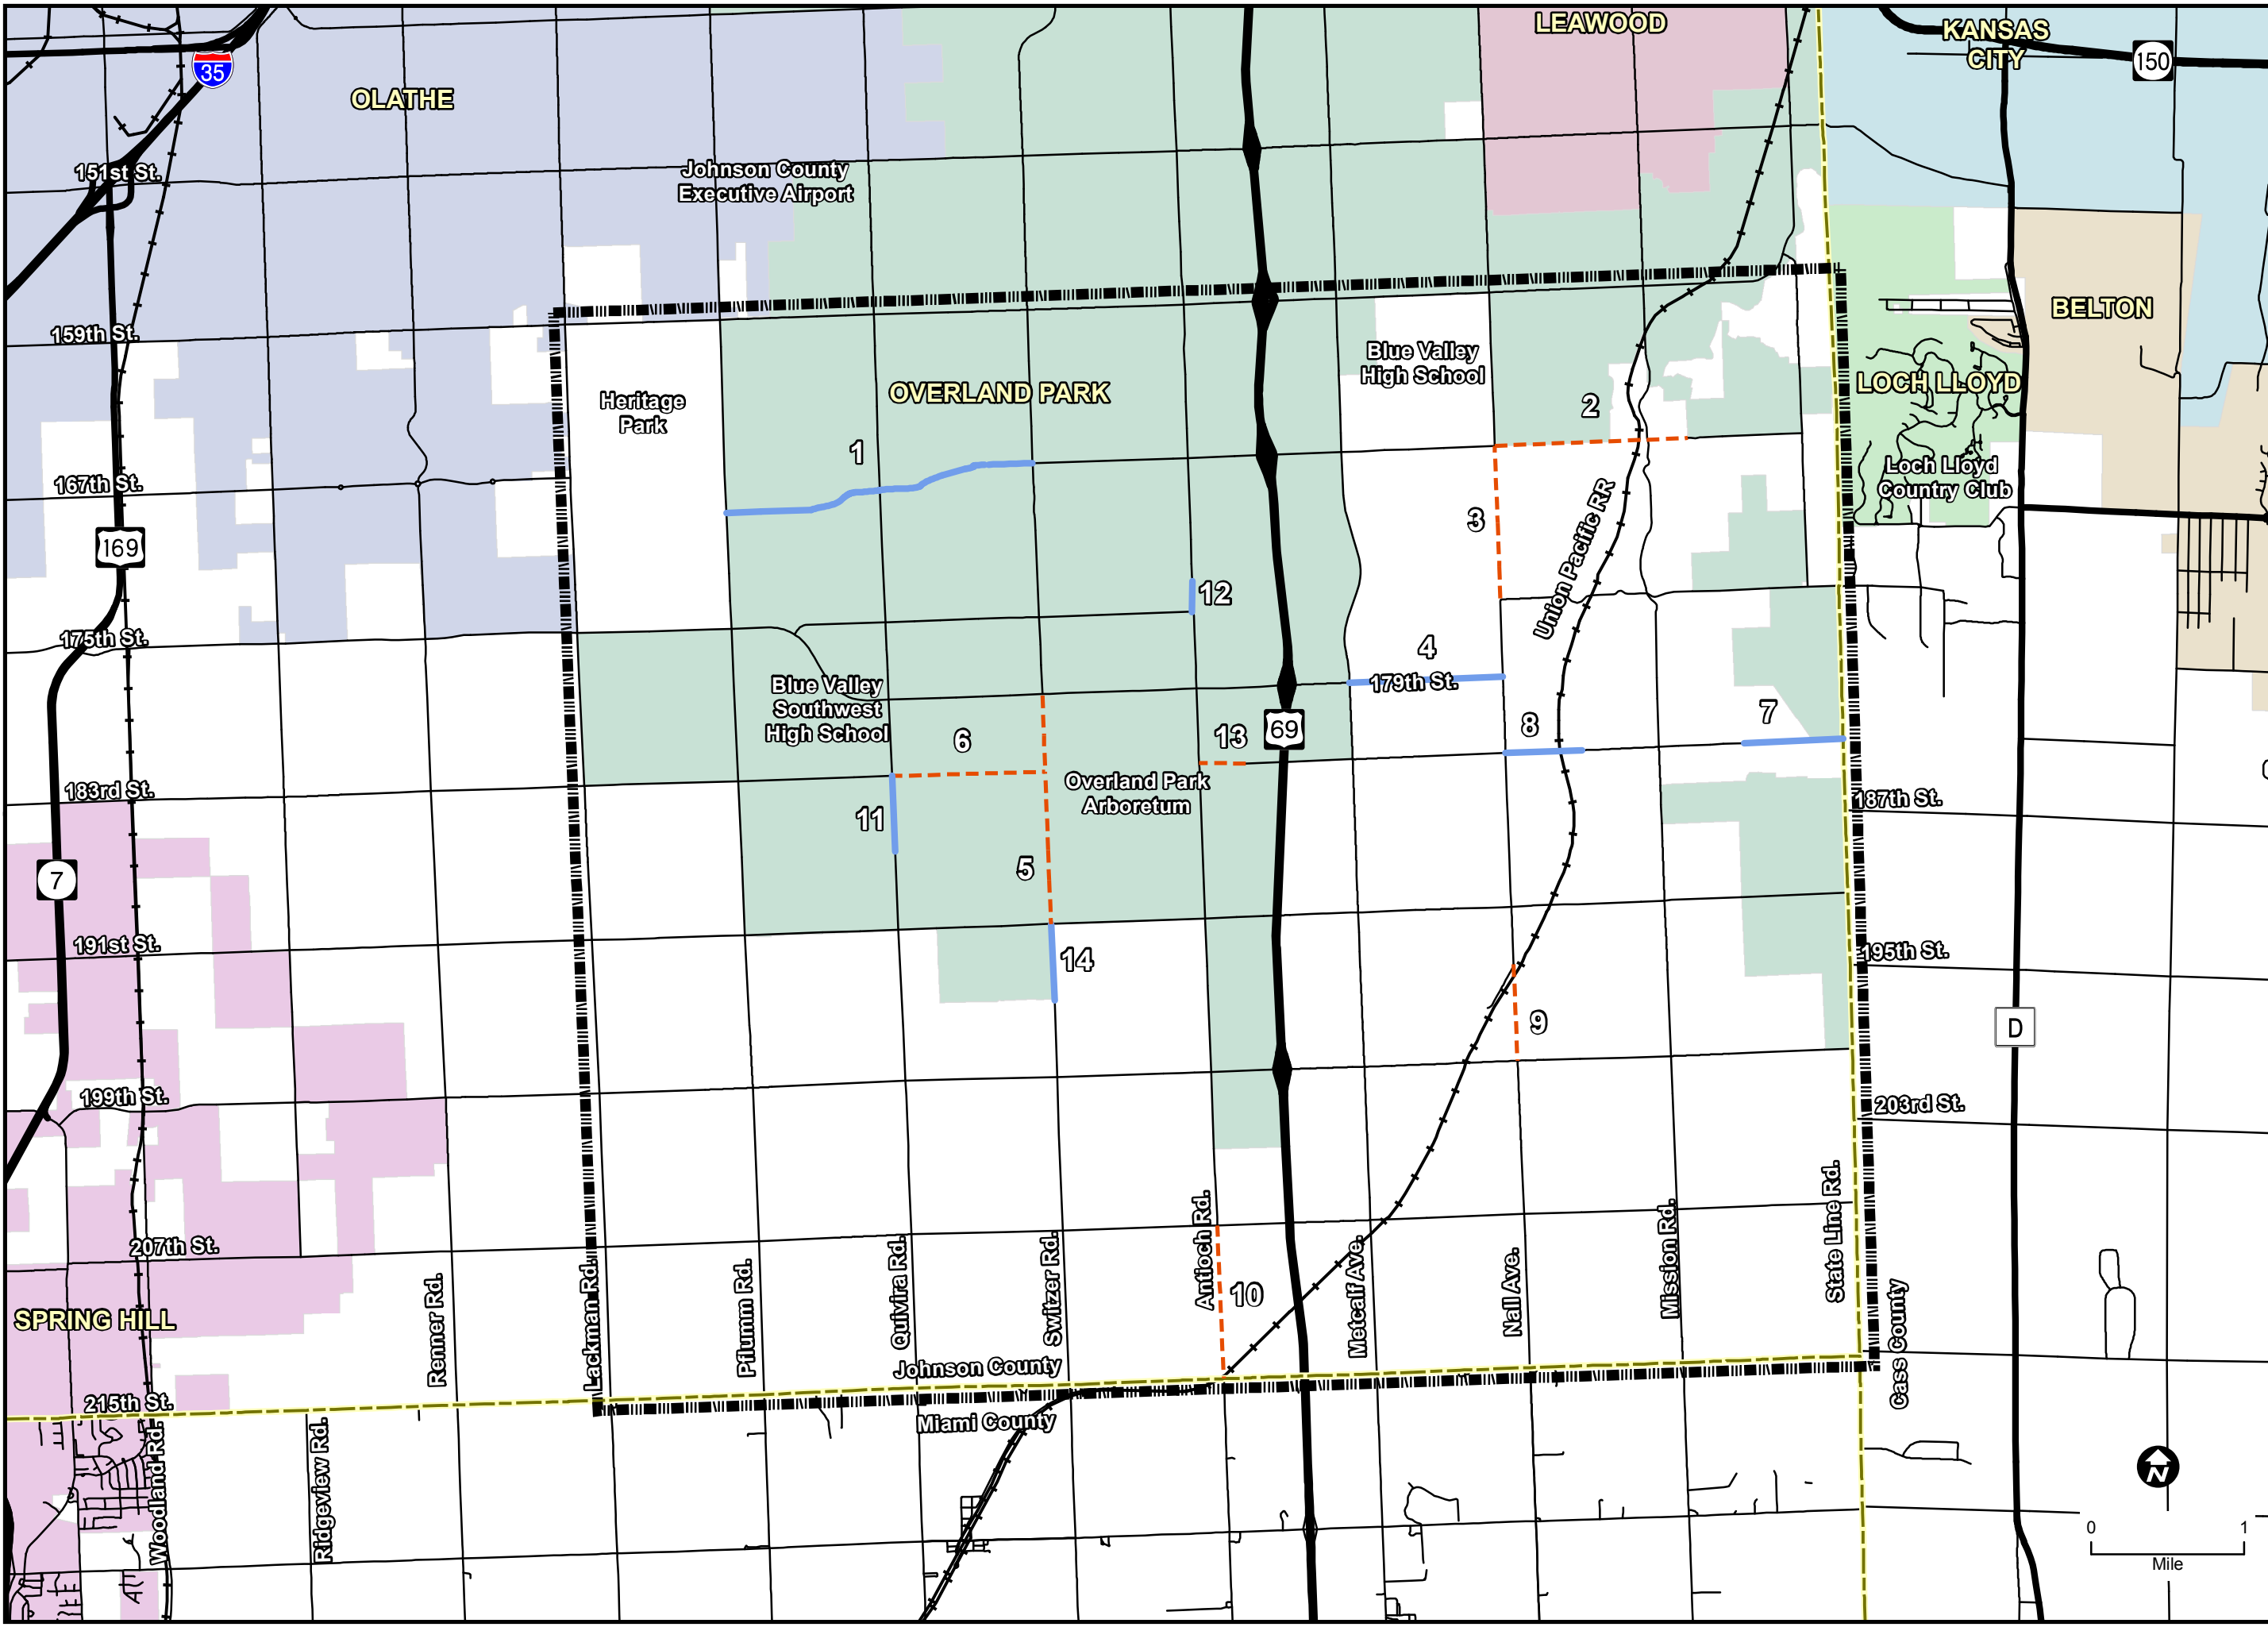 LEAWOOD
KANSAS
CITY
150
35
OLATHE
151st St.
Johnson County
Executive Airport
159th St.
BELTON
Blue Valley
High School
OVERLAND PARK
LOCH LLOYD
Heritage
Park
2
1
167th St.
Loch Lloyd
Country Club
3
Union Pacific RR
169
12
175th St.
4
179th St.
Blue Valley
Southwest
High School
69
7
8
6
13
183rd St.
Overland Park
Arboretum
187th St.
11
5
7
191st St.
14
195th St.
9
D
199th St.
203rd St.
207th St.
Antioch Rd.
State Line Rd.
Mission Rd.
10
SPRING HILL
Renner Rd.
Lackman Rd.
Pflumm Rd.
Quivira Rd.
Switzer Rd.
Metcalf Ave.
Nall Ave.
Cass County
Johnson County
215th St.
Miami County
Woodland Rd.
Ridgeview Rd.
N
0 1
Mile